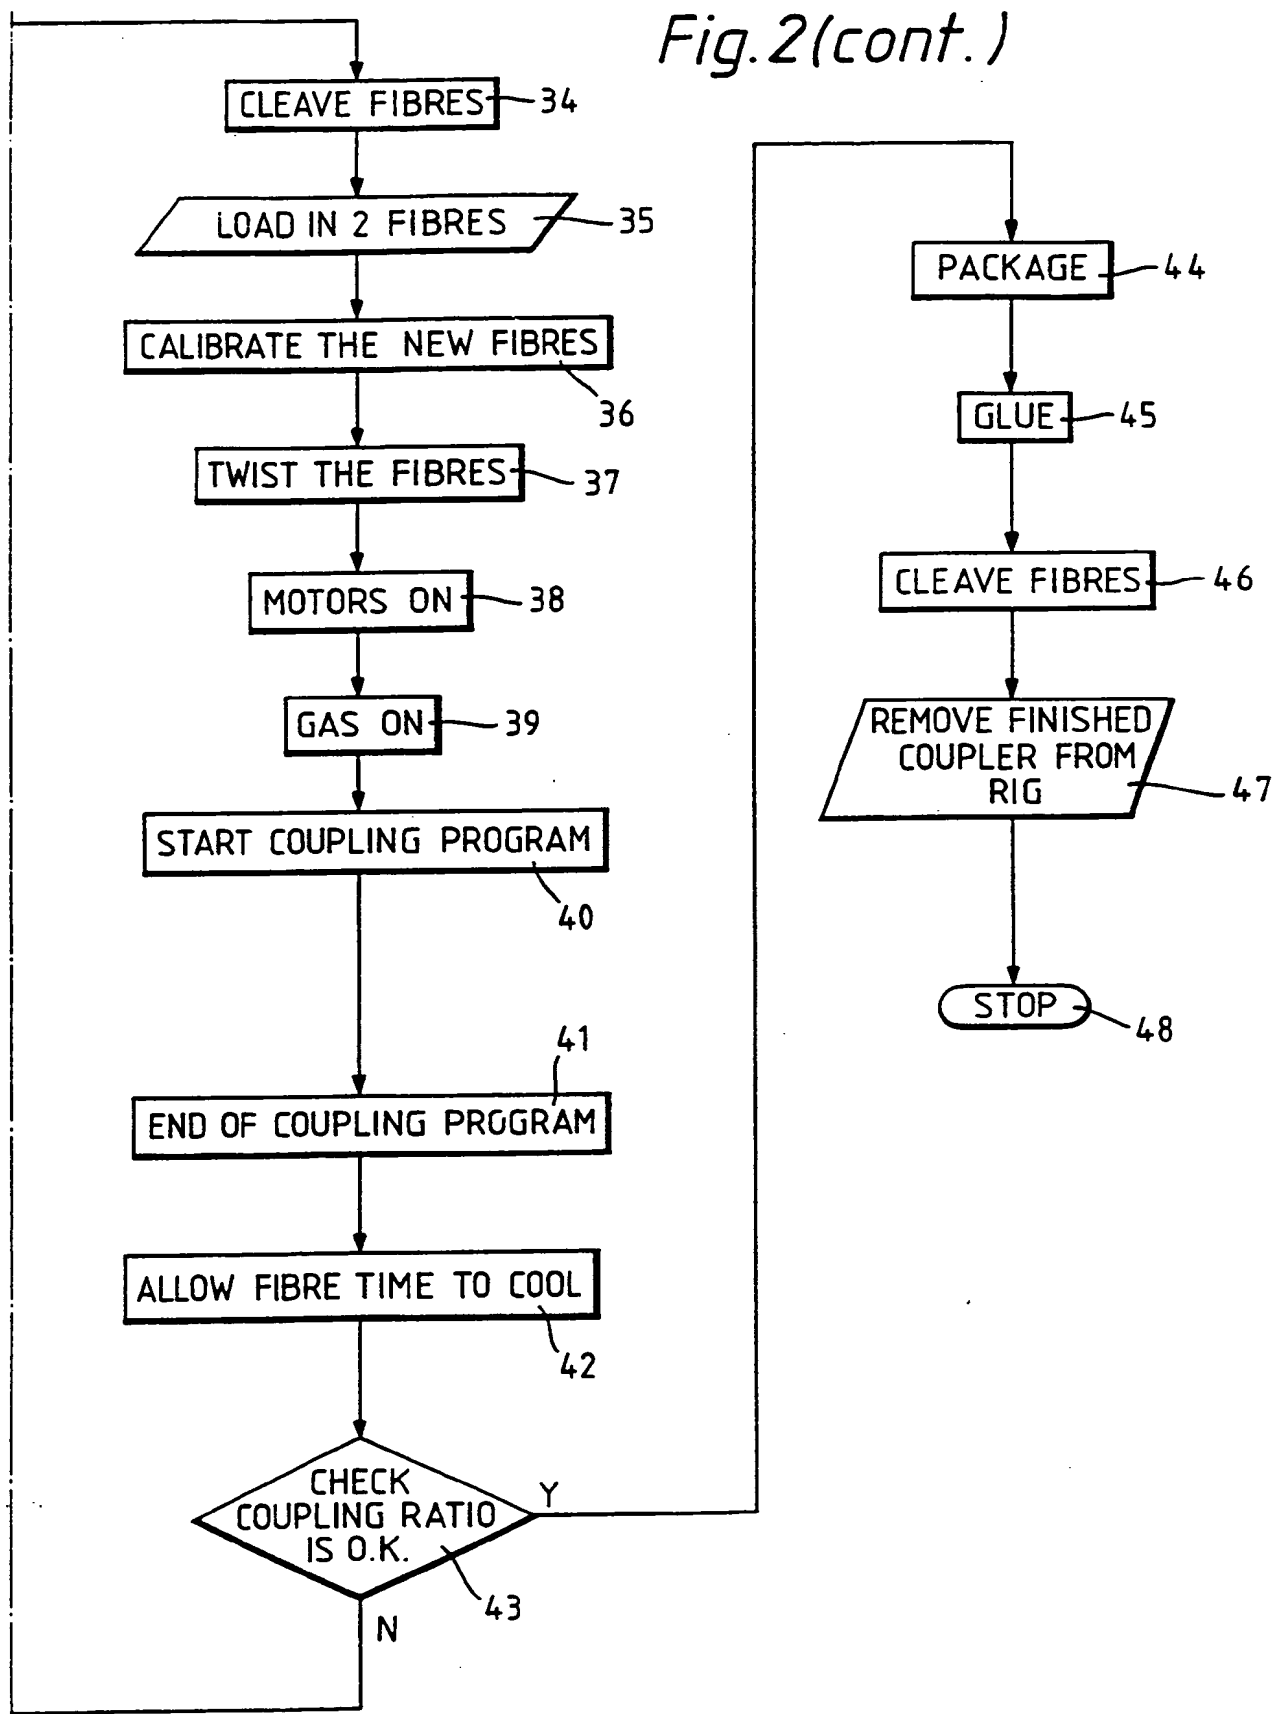 Fig. 2 (cont.)
CLEAVE FIBRES
34
LOAD IN 2 FIBRES
35
CALIBRATE THE NEW FIBRES
36
TWIST THE FIBRES
37
MOTORS ON
38
GAS ON
39
START COUPLING PROGRAM
40
41
END OF COUPLING PROGRAM
ALLOW FIBRE TIME TO COOL
42
CHECK
COUPLING RATIO
IS O.K.
Y
43
N
PACKAGE
44
GLUE
45
CLEAVE FIBRES
46
REMOVE FINISHED
COUPLER FROM
RIG
47
STOP
48